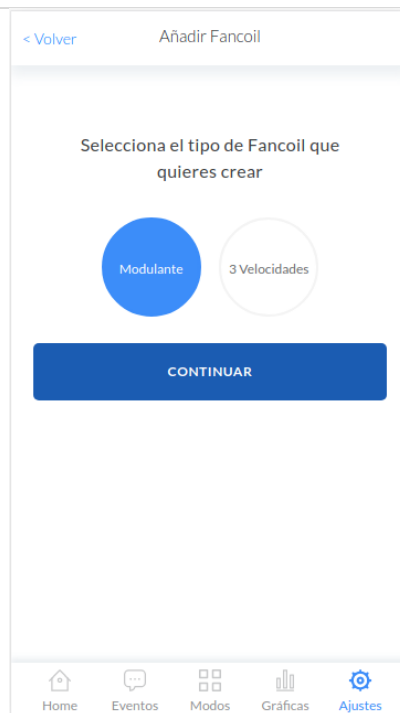 < Volver
Añadir Fancoil
Selecciona el tipo de Fancoil que
quieres crear
Modulante
3 Velocidades
CONTINUAR
Home
Eventos
Modos
Gráficas
Ajustes